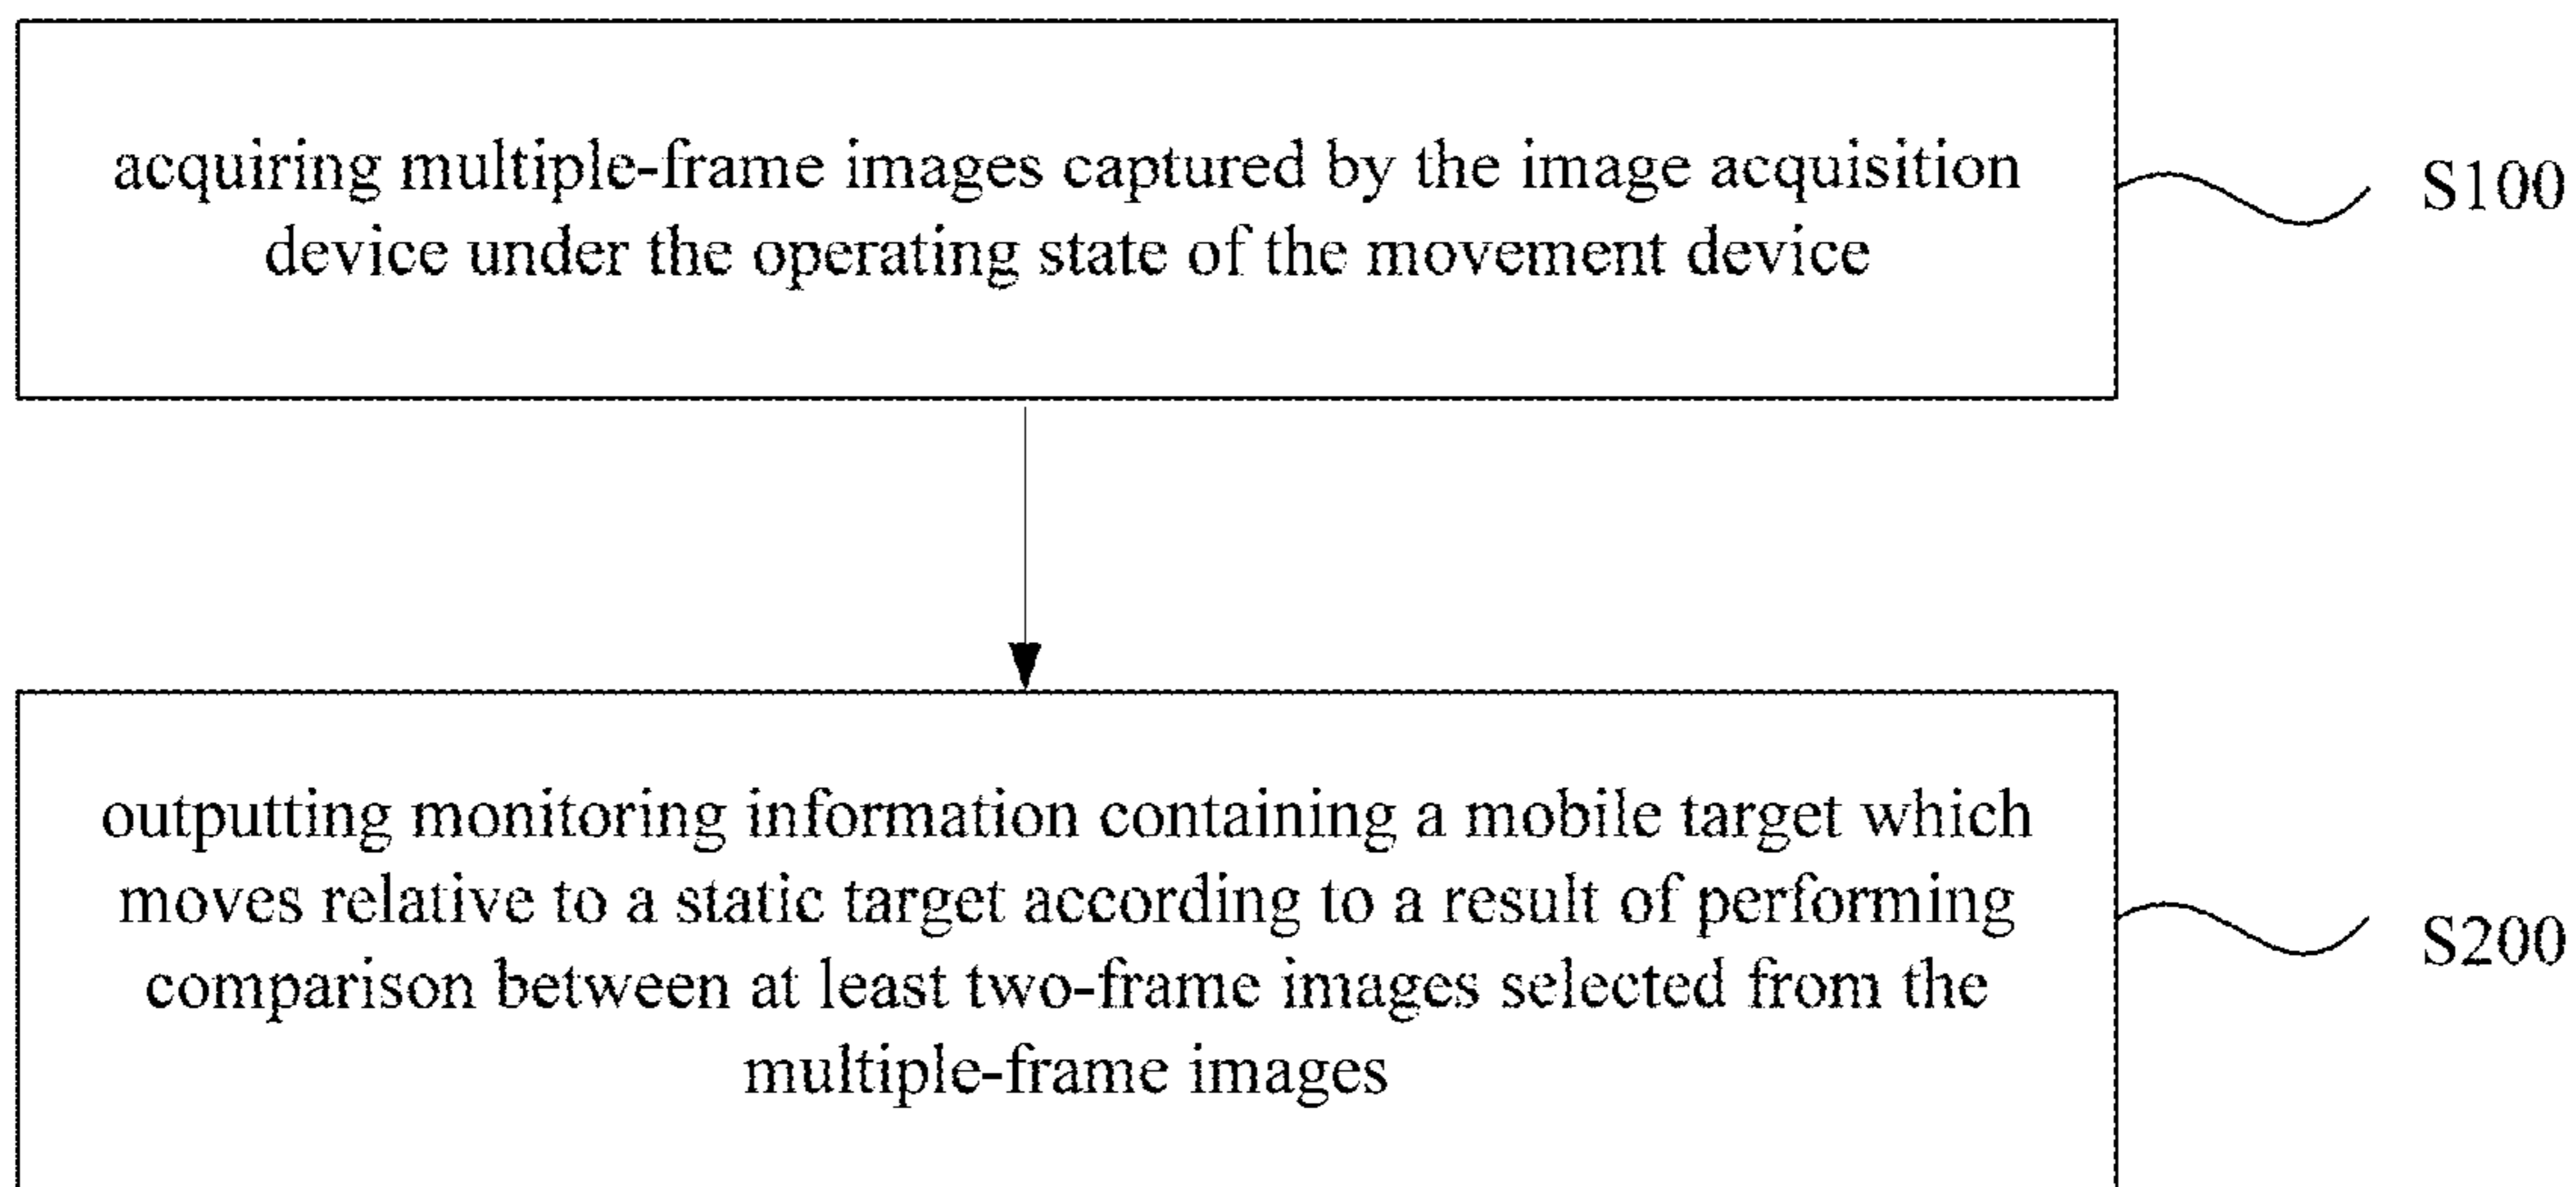 acquiring multiple-frame images captured by the image acquisition
device under the operating state of the movement device
S100
outputting monitoring information containing a mobile target which
moves relative to a static target according to a result of performing
comparison between at least two-frame images selected from the
multiple-frame images
S200